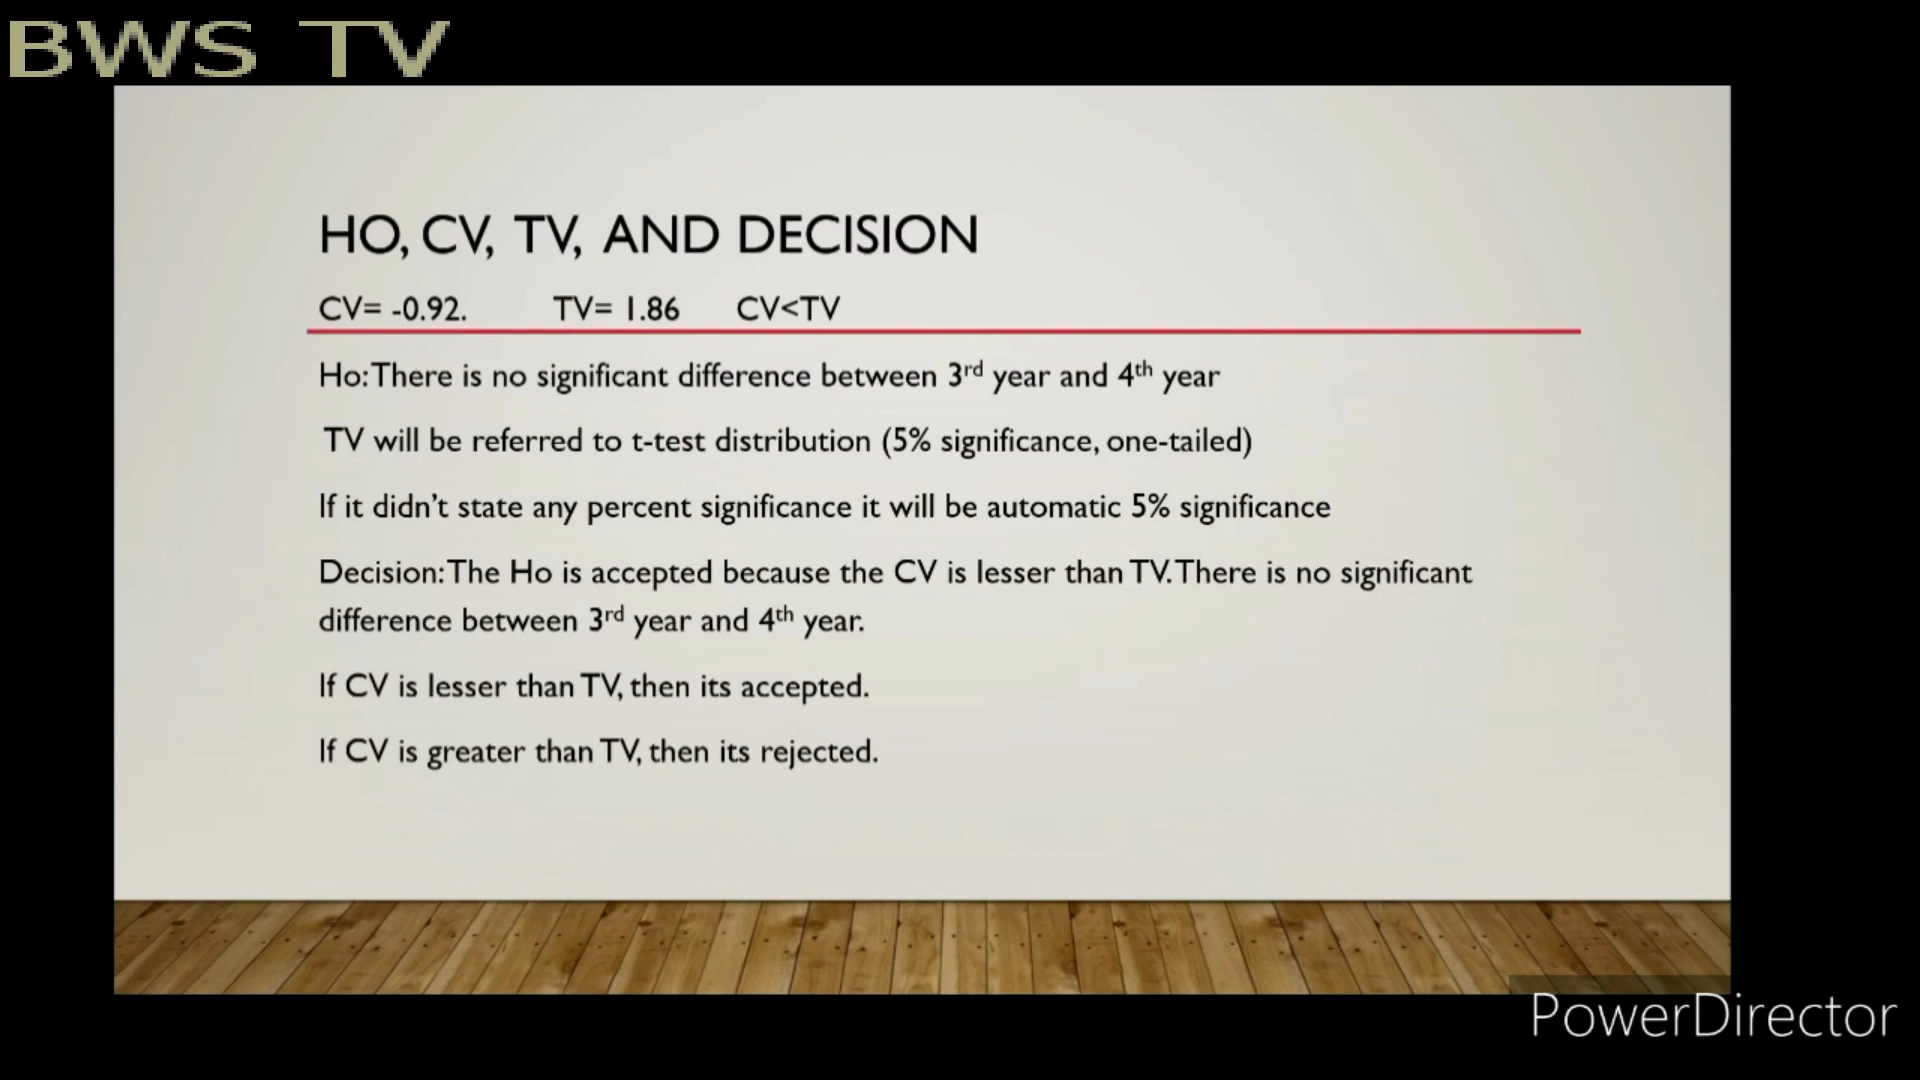 BWS TV
HO, CV, TV, AND DECISION
CV= -0.92. TV= 1.86 CV<TV
Ho: There is no significant difference between 3rd year and 4th year
TV will be referred to t-test distribution (5% significance, one-tailed)
If it didn't state any percent significance it will be automatic 5% significance
Decision: The Ho is accepted because the CV is lesser than TV. There is no significant
difference between 3rd year and 4th year.
If CV is lesser than TV, then its accepted.
If CV is greater than TV, then its rejected.
PowerDirector